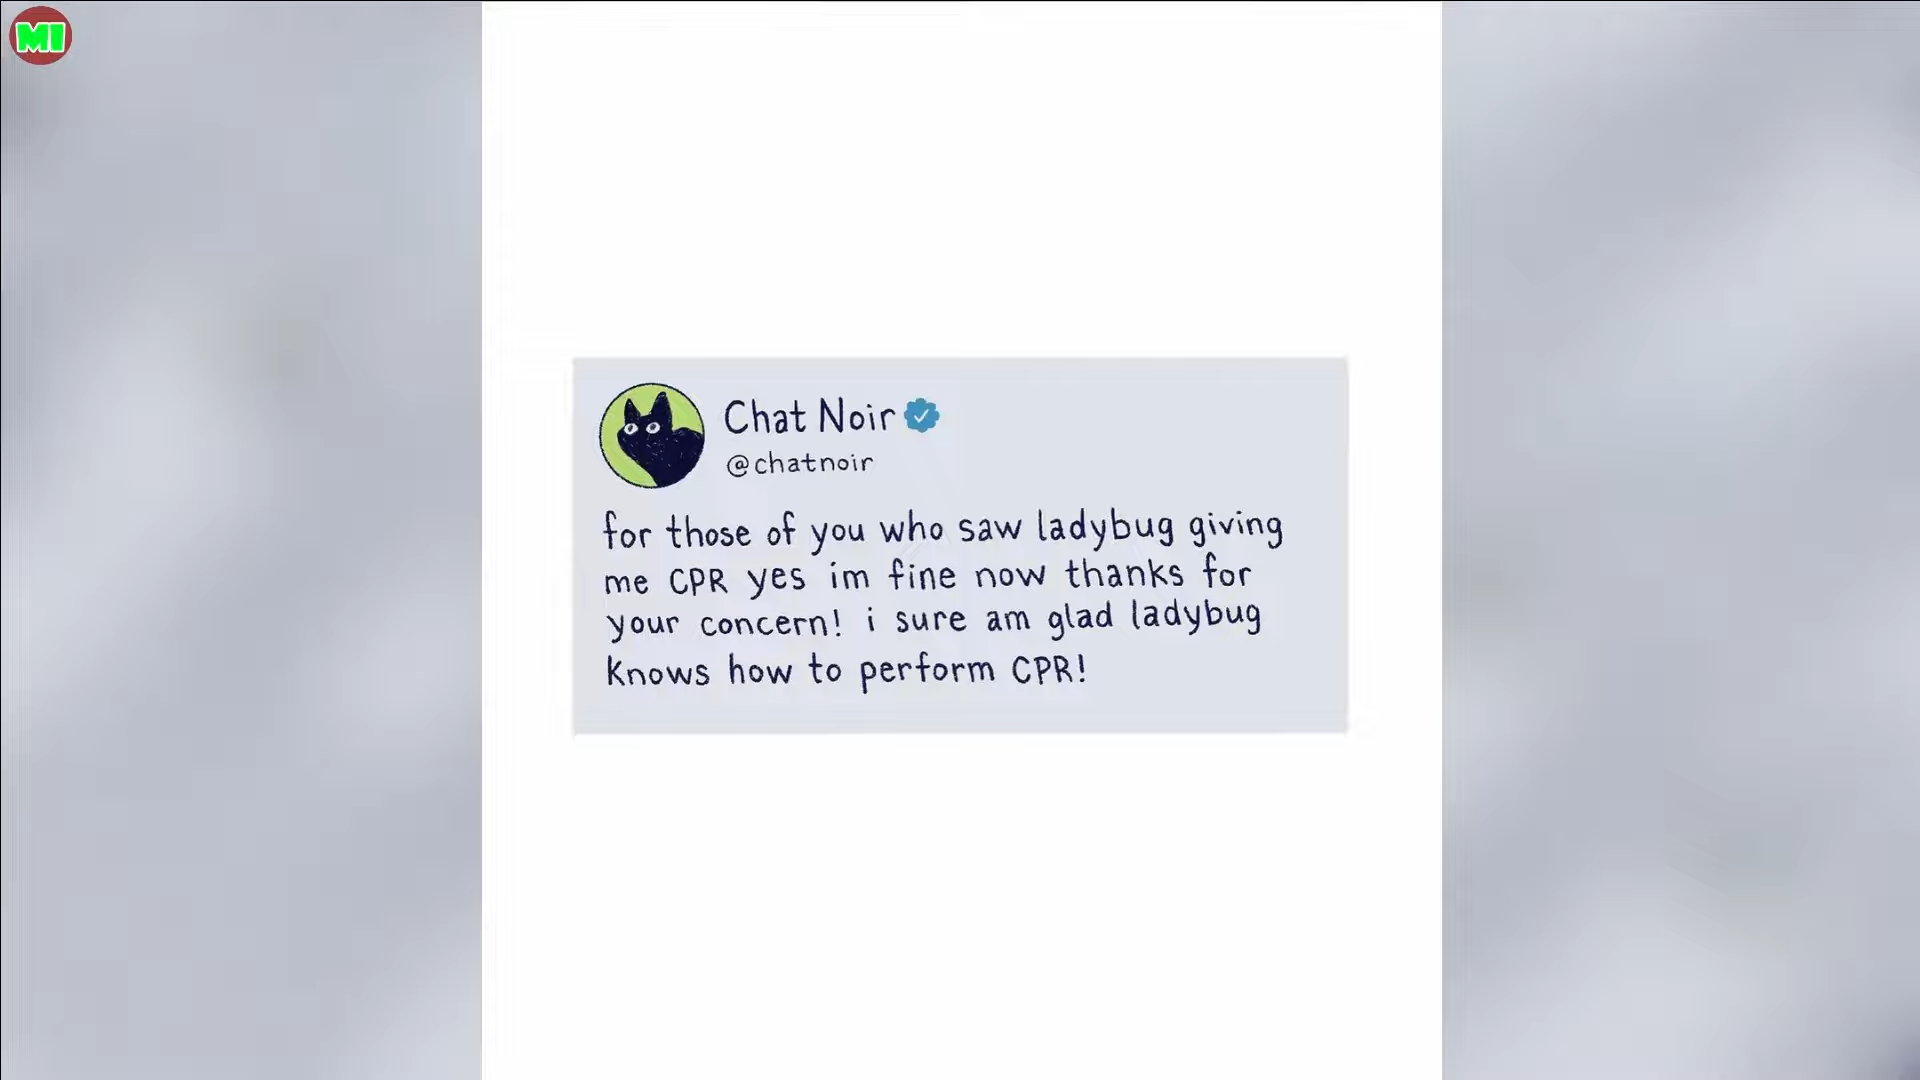 MI
Chat Noir
@chatnoir
for those of you who saw ladybug giving
me CPR yes im fine now thanks for
your concern! i sure am glad ladybug
knows how to perform CPR!